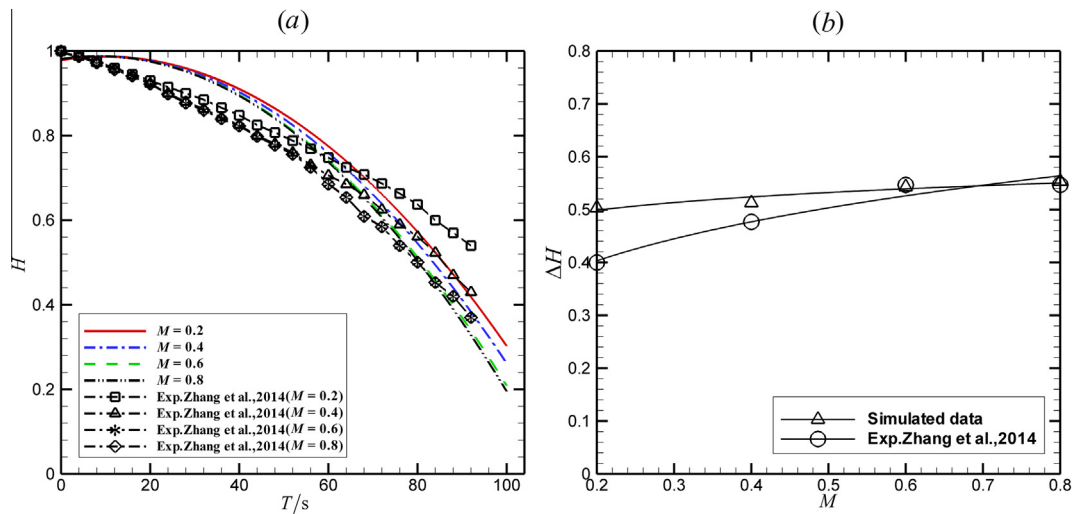 (a)
1
0.8
0.6
0.4
0.2
0
H
0
20
40
60
80
100
T/s
M = 0.2
M = 0.4
M = 0.6
M = 0.8
Exp.Zhang et al.,2014(M = 0.2)
Exp.Zhang et al.,2014(M = 0.4)
Exp.Zhang et al.,2014(M = 0.6)
Exp.Zhang et al.,2014(M = 0.8)
(b)
0.8
0.7
0.6
0.5
0.4
0.3
0.2
0.1
0
ΔH
0.2
0.3
0.4
0.5
0.6
0.7
0.8
M
Simulated data
Exp.Zhang et al.,2014